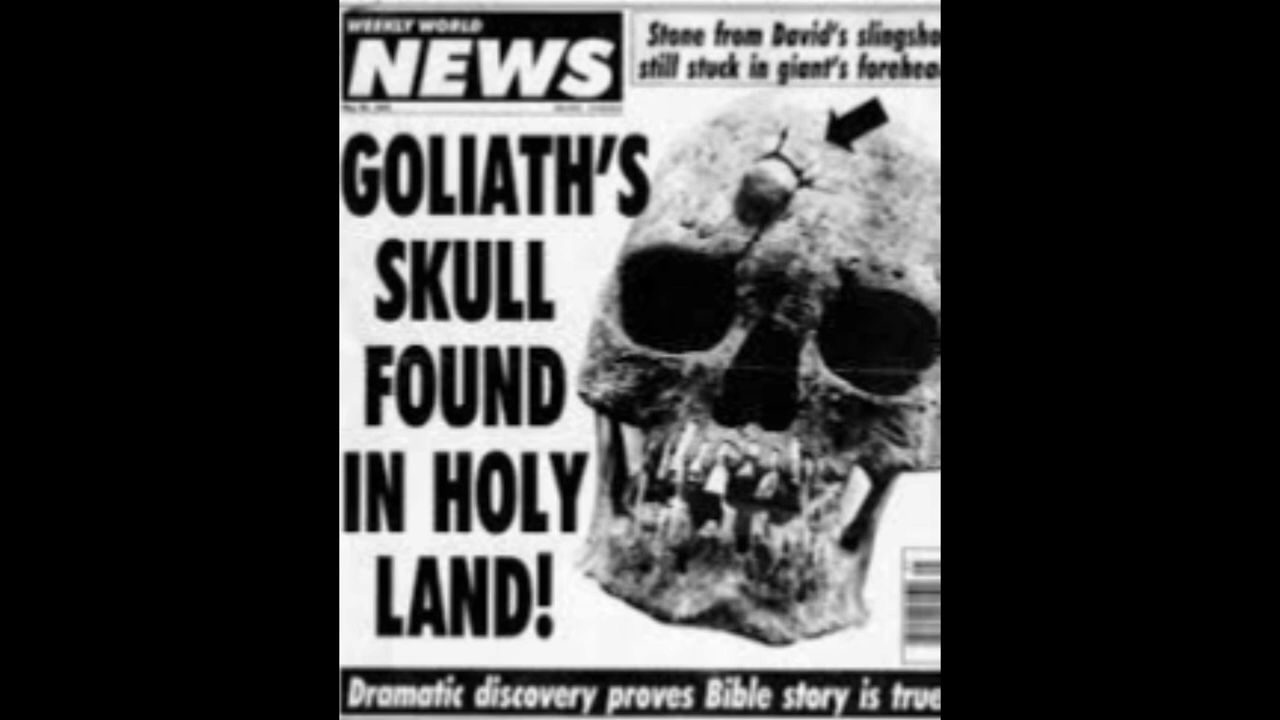 WEEKLY WORLD
NEWS
Stone from David's slingsho
still stuck in giant's forehea
GOLIATH'S
SKULL
FOUND
IN HOLY
LAND!
Dramatic discovery proves Bible story is true